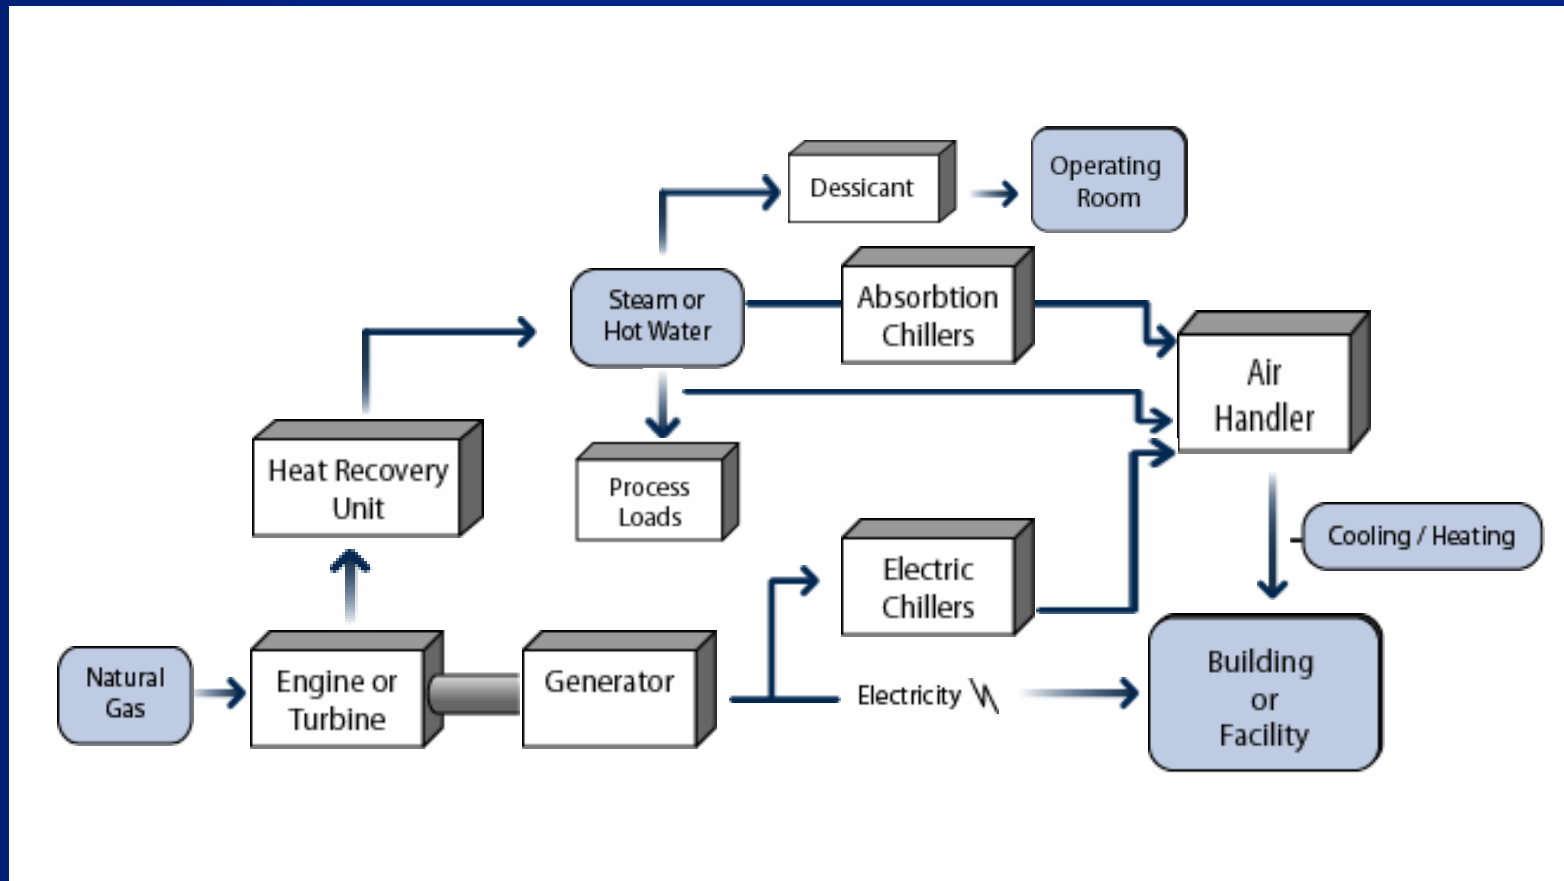 Dessicant
Operating
Room
Steam or
Hot Water
Absorbtion
Chillers
Air
Handler
Heat Recovery
Unit
Process
Loads
Cooling / Heating
Electric
Chillers
Natural
Gas
Engine or
Turbine
Generator
Electricity
Building
or
Facility